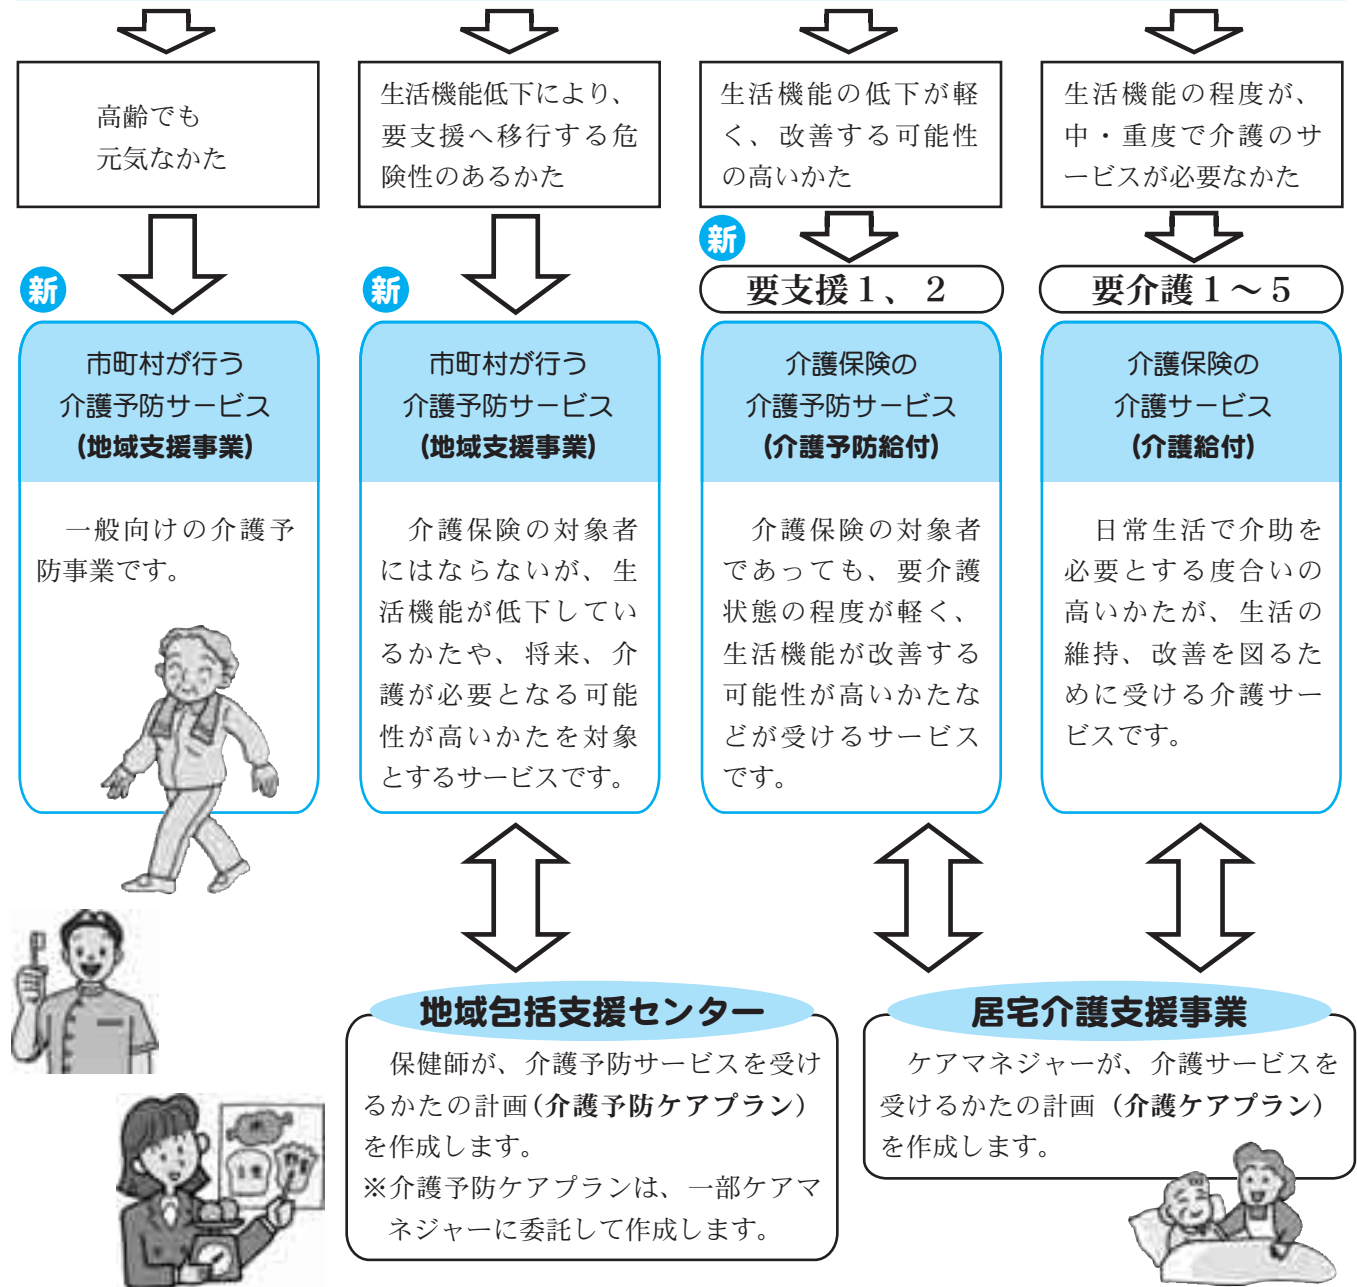 高齢でも
元気なかた
生活機能低下により、
要支援へ移行する危
険性のあるかた
生活機能の低下が軽
く、改善する可能性
の高いかた
生活機能の程度が、
中・重度で介護のサ
ービスが必要なかた
新
新
新
要支援１、２
要介護１～５
市町村が行う
介護予防サービス
(地域支援事業)
一般向けの介護予
防事業です。
市町村が行う
介護予防サービス
(地域支援事業)
介護保険の対象者
にはならないが、生
活機能が低下してい
るかたや、将来、介
護が必要となる可能
性が高いかたを対象
とするサービスです。
介護保険の
介護予防サービス
(介護予防給付)
介護保険の対象者
であっても、要介護
状態の程度が軽く、
生活機能が改善する
可能性が高いかたな
どが受けるサービス
です。
介護保険の
介護サービス
(介護給付)
日常生活で介助を
必要とする度合いの
高いかたが、生活の
維持、改善を図るた
めに受ける介護サー
ビスです。
地域包括支援センター
保健師が、介護予防サービスを受け
るかたの計画(介護予防ケアプラン)
を作成します。
※介護予防ケアプランは、一部ケアマ
ネジャーに委託して作成します。
居宅介護支援事業
ケアマネジャーが、介護サービスを
受けるかたの計画（介護ケアプラン）
を作成します。